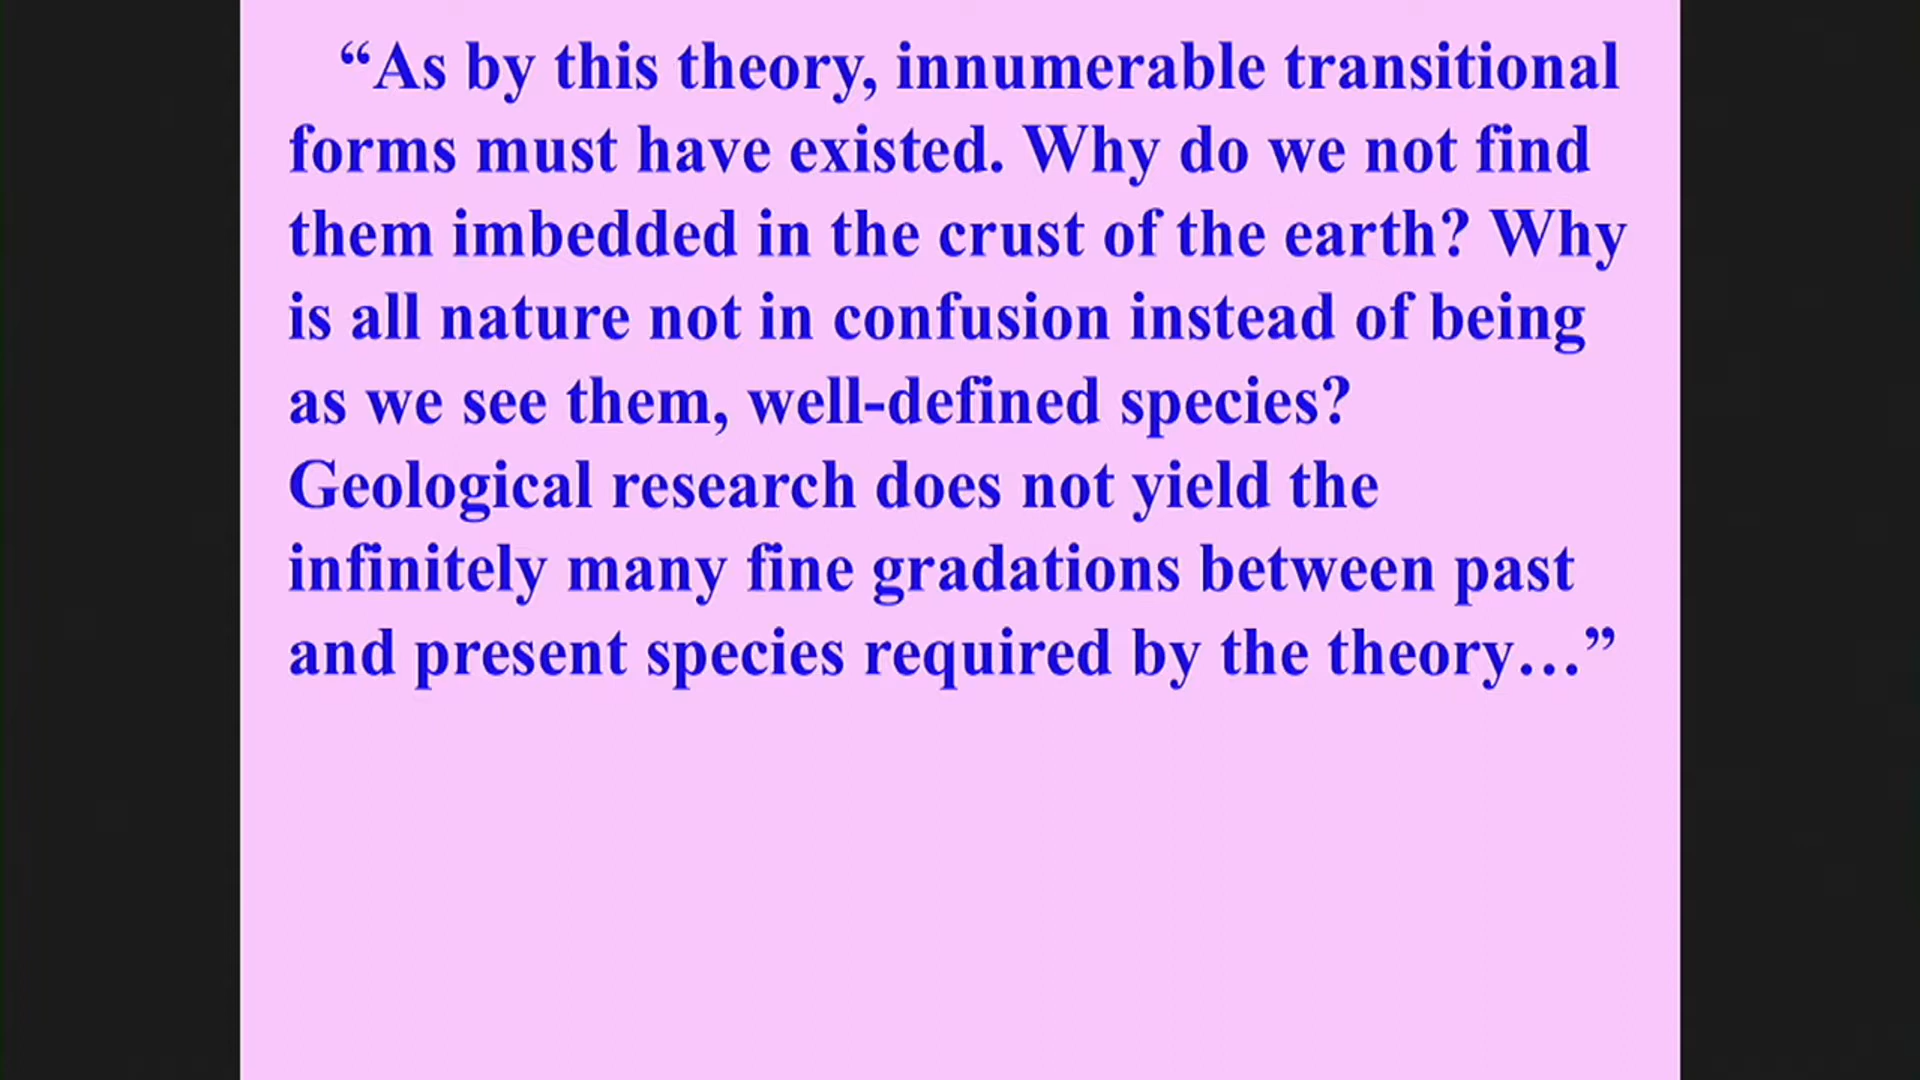 “As by this theory, innumerable transitional
forms must have existed. Why do we not find
them imbedded in the crust of the earth? Why
is all nature not in confusion instead of being
as we see them, well-defined species?
Geological research does not yield the
infinitely many fine gradations between past
and present species required by the theory…”